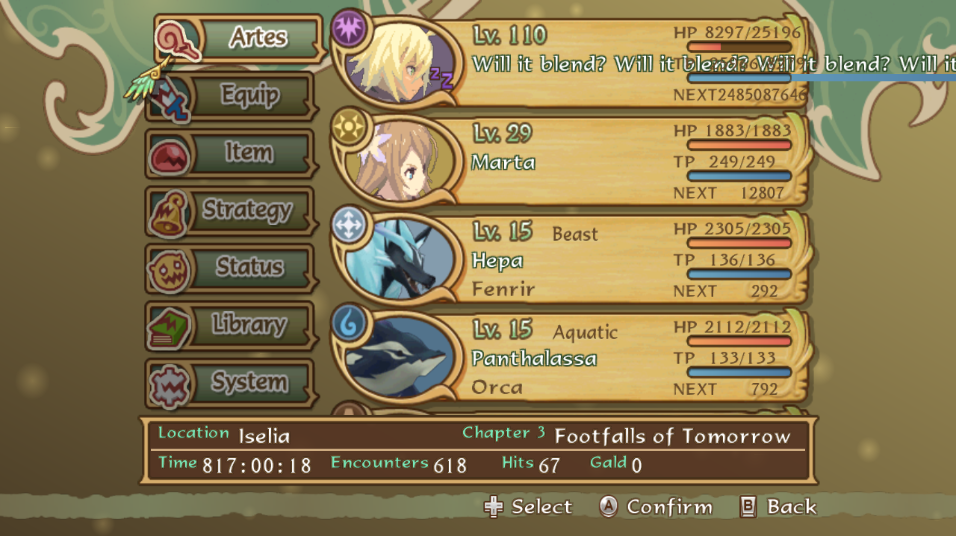 Artes
Equip
Item
Strategy
Status
Library
System
Lv. 110
HP 8297/25196
Will it blend? Will it blend? Will it blend? Will it
NEXT2485087646
Lv. 29
HP 1883/1883
Marta
TP 249/249
NEXT 12807
Lv. 15 Beast
HP 2305/2305
Hepa
TP 136/136
Fenrir
NEXT 292
Lv. 15 Aquatic
HP 2112/2112
Panthalassa
TP 133/133
Orca
NEXT 792
Location Iselia
Chapter 3 Footfalls of Tomorrow
Time 817:00:18 Encounters 618 Hits 67 Gald 0
Select A Confirm B Back